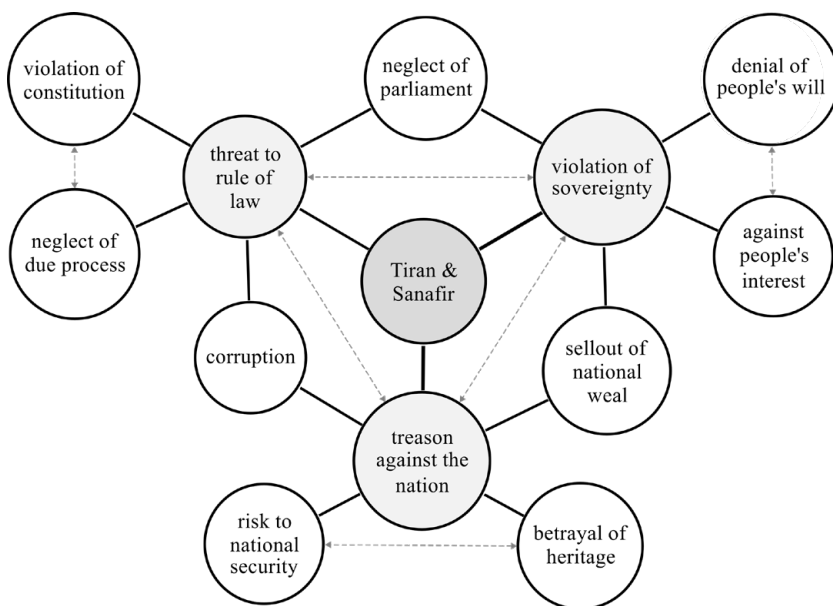 violation of
constitution
neglect of
parliament
denial of
people's will
threat to
rule of
law
violation of
sovereignty
neglect of
due process
Tiran &
Sanafir
against
people's
interest
corruption
sellout of
national
weal
treason
against the
nation
risk to
national
security
betrayal of
heritage